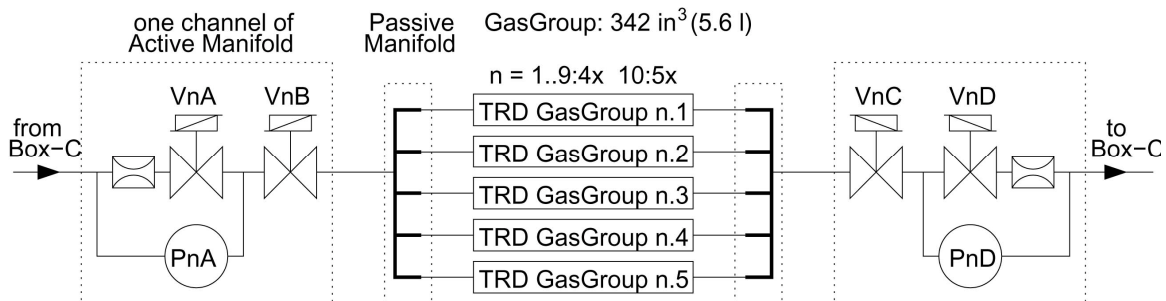 one channel of
Active Manifold
Passive
Manifold
GasGroup: 342 in³ (5.6 l)
n = 1..9:4x 10:5x
VnA
VnB
VnC
VnD
from
Box-C
to
Box-C
TRD GasGroup n.1
TRD GasGroup n.2
TRD GasGroup n.3
TRD GasGroup n.4
TRD GasGroup n.5
PnA
PnD